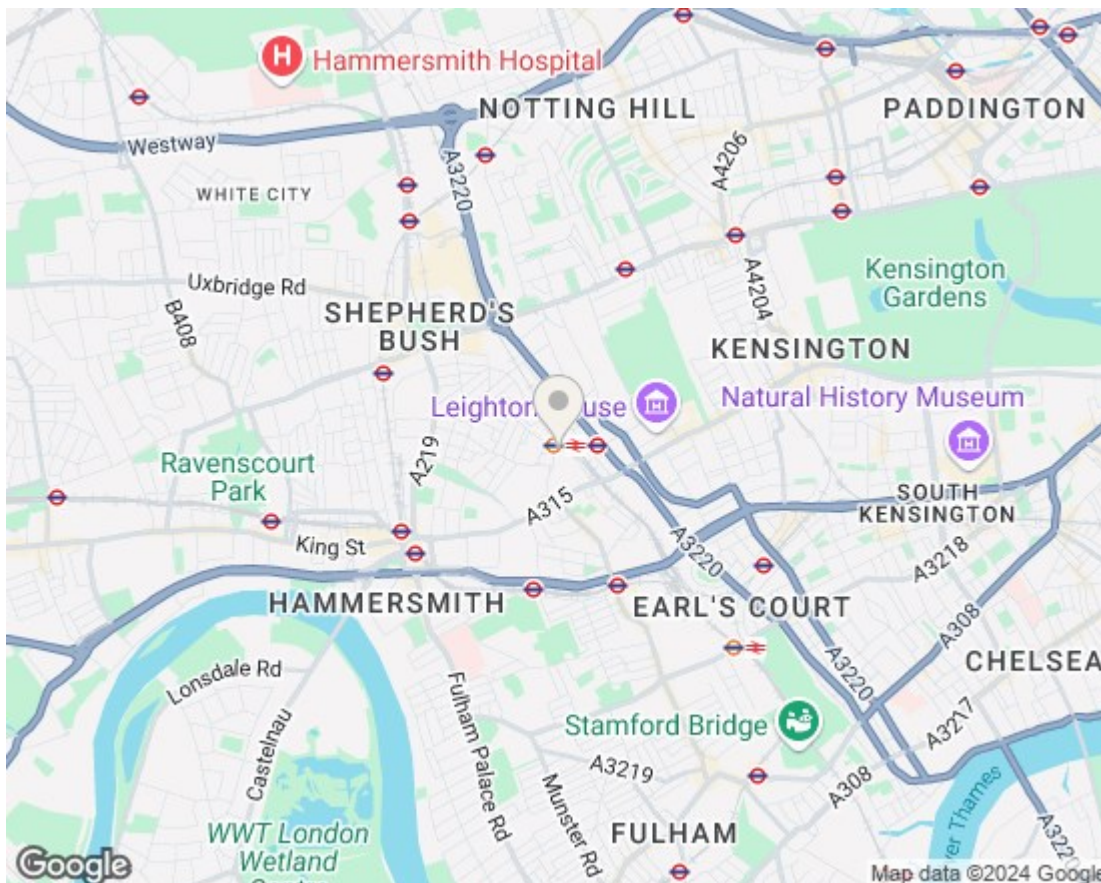 H Hammersmith Hospital
NOTTING HILL
PADDINGTON
Westway
A3220
A4206
WHITE CITY
Uxbridge Rd
B408
SHEPHERD'S
BUSH
A4204
Kensington
Gardens
KENSINGTON
Natural History Museum
Leighton
A219
Ravenscourt
Park
A315
SOUTH
KENSINGTON
King St
A3220
A3218
HAMMERSMITH
EARL'S COURT
A308
CHELSEA
Lonsdale Rd
Castelnau
Fulham Palace Rd
A3220
Stamford Bridge
A3217
A3219
Munster Rd
A308
FULHAM
Thames
WWT London
Wetland
Google
Map data ©2024 Google